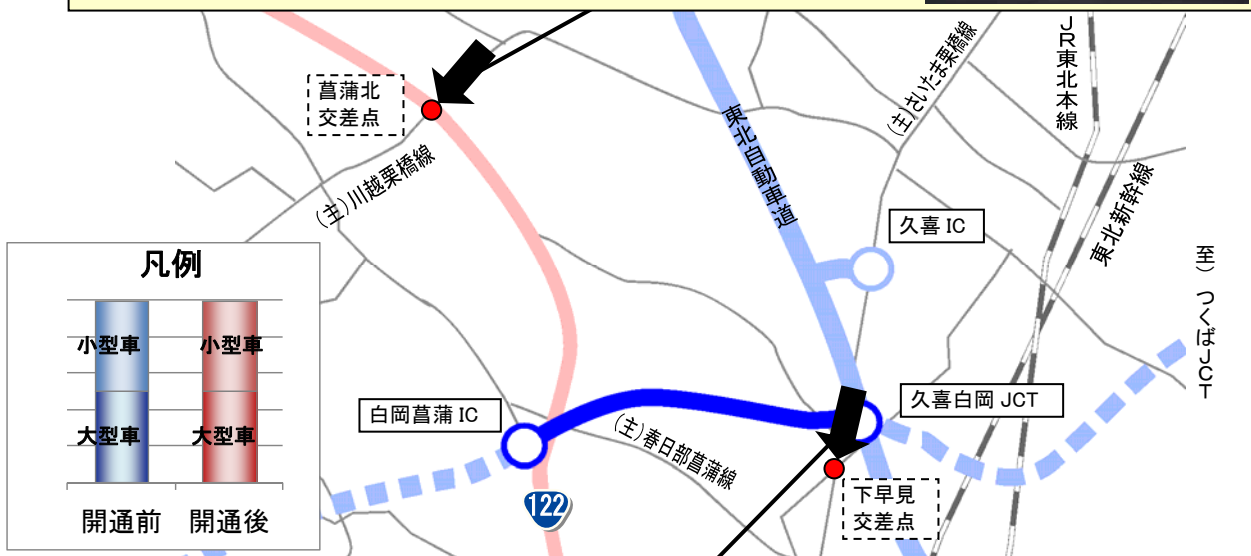 菖蒲北
交差点
(主)川越栗橋線
東北自動車道
(主)さいたま栗橋線
JR東北本線
東北新幹線
久喜 IC
至) つくばJCT
凡例
小型車
小型車
大型車
大型車
開通前
開通後
白岡菖蒲 IC
久喜白岡 JCT
(主)春日部菖蒲線
122
下早見
交差点